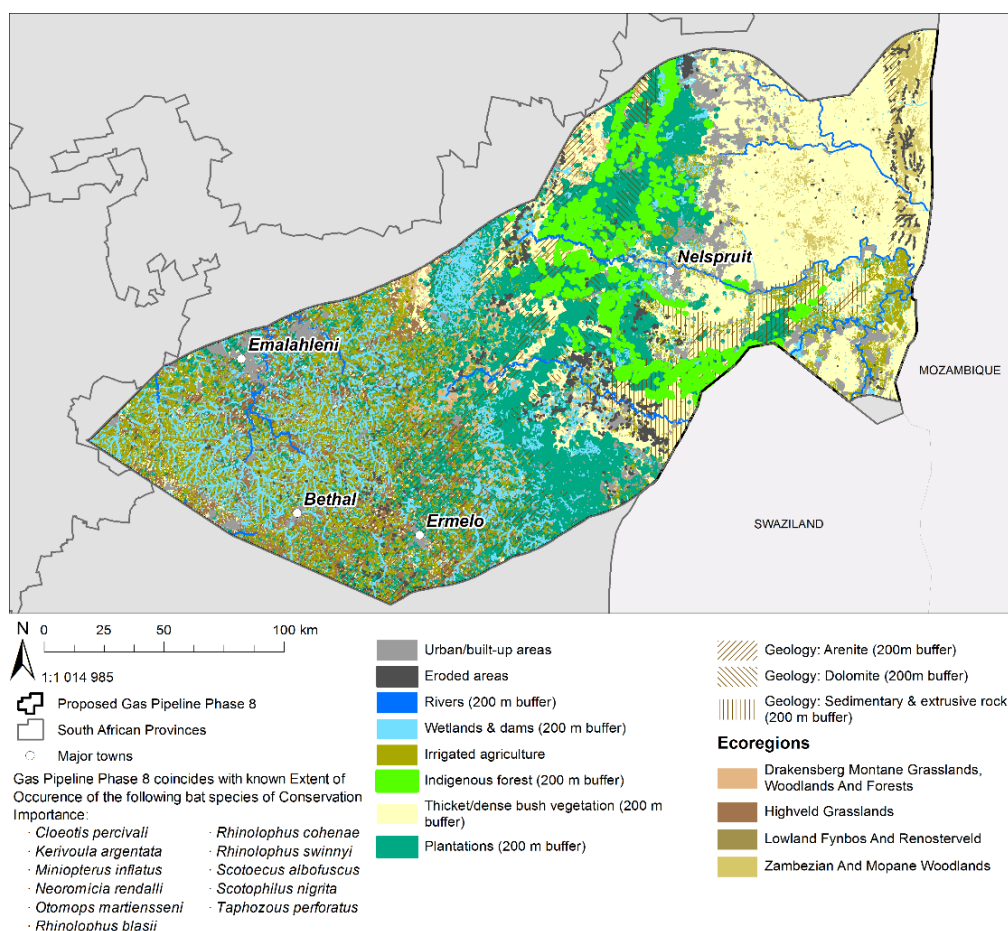 Nelspruit
Emalahleni
MOZAMBIQUE
Bethal
Ermelo
SWAZILAND
N
0 25 50 100 km
1:1 014 985
Proposed Gas Pipeline Phase 8
South African Provinces
Major towns
Gas Pipeline Phase 8 coincides with known Extent of
Occurence of the following bat species of Conservation
Importance:
· Cloeotis percivali
· Kerivoula argentata
· Miniopterus inflatus
· Neoromicia rendalli
· Otomops martiensseni
· Rhinolophus blasii
· Rhinolophus cohenae
· Rhinolophus swinnyi
· Scotoecus albofuscus
· Scotophilus nigrita
· Taphozous perforatus
Urban/built-up areas
Eroded areas
Rivers (200 m buffer)
Wetlands & dams (200 m buffer)
Irrigated agriculture
Indigenous forest (200 m buffer)
Thicket/dense bush vegetation (200 m
buffer)
Plantations (200 m buffer)
Geology: Arenite (200m buffer)
Geology: Dolomite (200m buffer)
Geology: Sedimentary & extrusive rock
(200 m buffer)
Ecoregions
Drakensberg Montane Grasslands,
Woodlands And Forests
Highveld Grasslands
Lowland Fynbos And Renosterveld
Zambezian And Mopane Woodlands